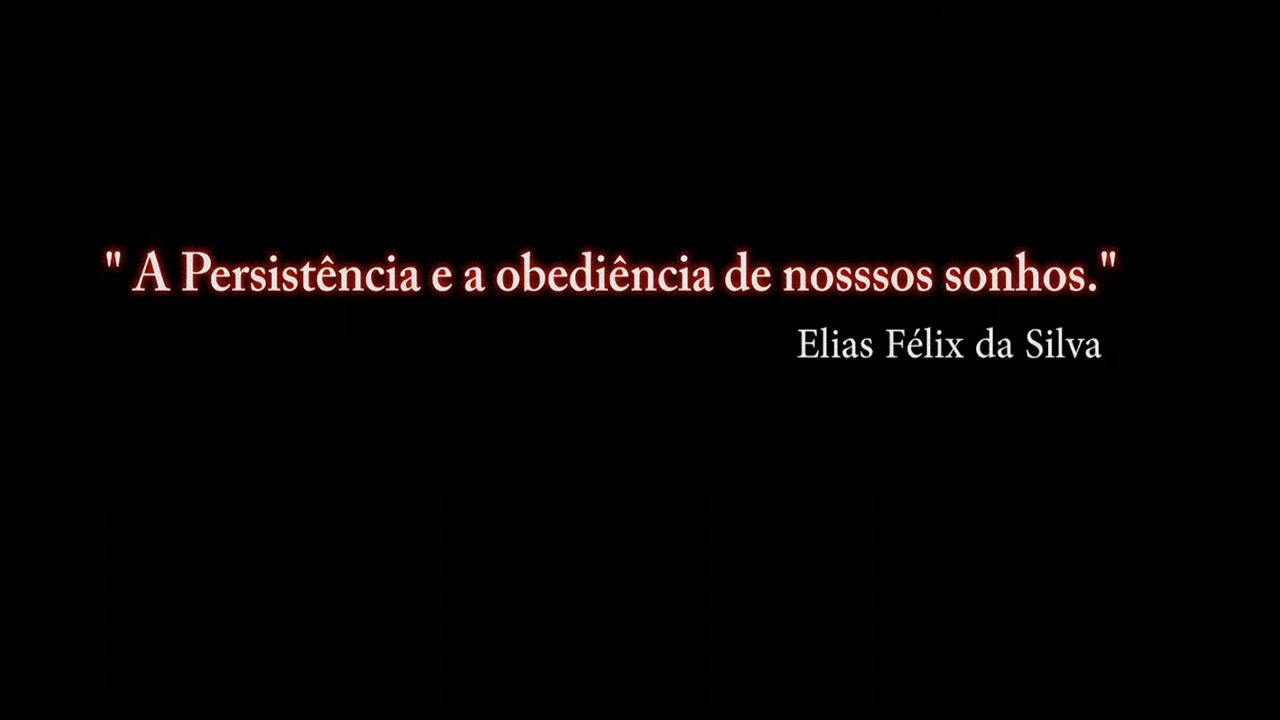 " A Persistência e a obediência de nosssos sonhos."
Elias Félix da Silva